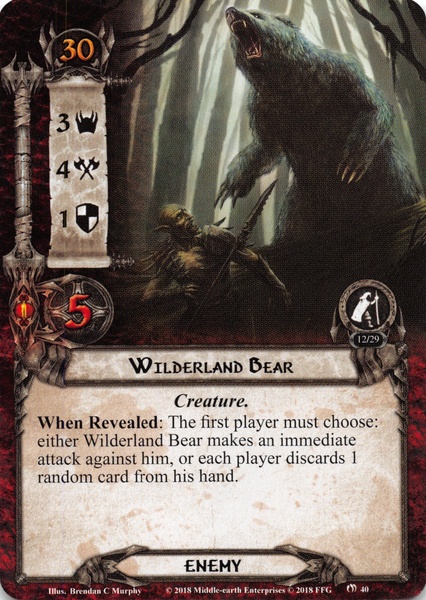 30
3
4
1
5
12/29
Wilderland Bear
Creature.
When Revealed: The first player must choose:
either Wilderland Bear makes an immediate
attack against him, or each player discards 1
random card from his hand.
ENEMY
Illus. Brendan C Murphy © 2018 Middle-earth Enterprises © 2018 FFG 40